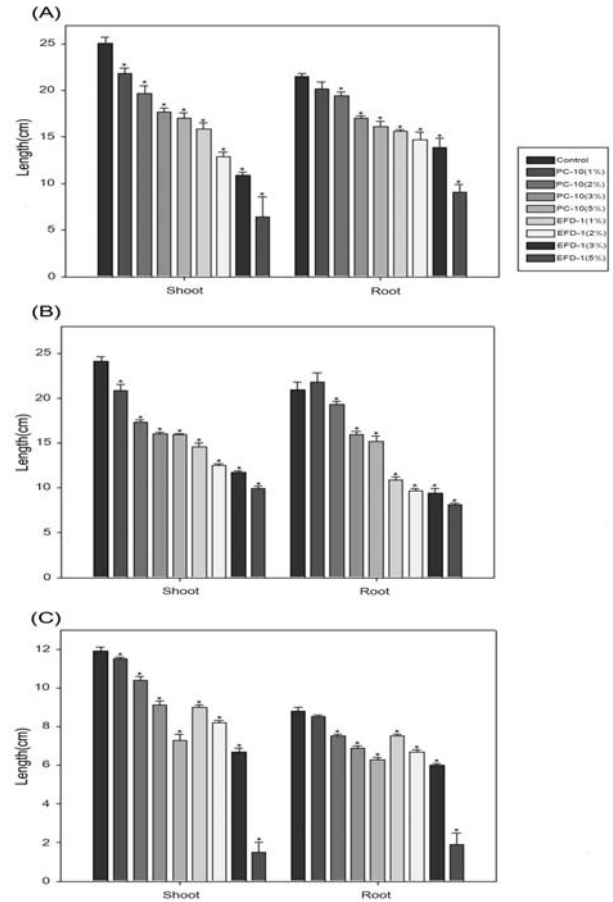 (A)
25
20
15
10
5
0
Length(cm)
Shoot
Root
Control
PC-10(1%)
PC-10(2%)
PC-10(3%)
PC-10(5%)
EFD-1(1%)
EFD-1(2%)
EFD-1(3%)
EFD-1(5%)
(B)
25
20
15
10
5
0
Length(cm)
Shoot
Root
(C)
12
10
8
6
4
2
0
Length(cm)
Shoot
Root